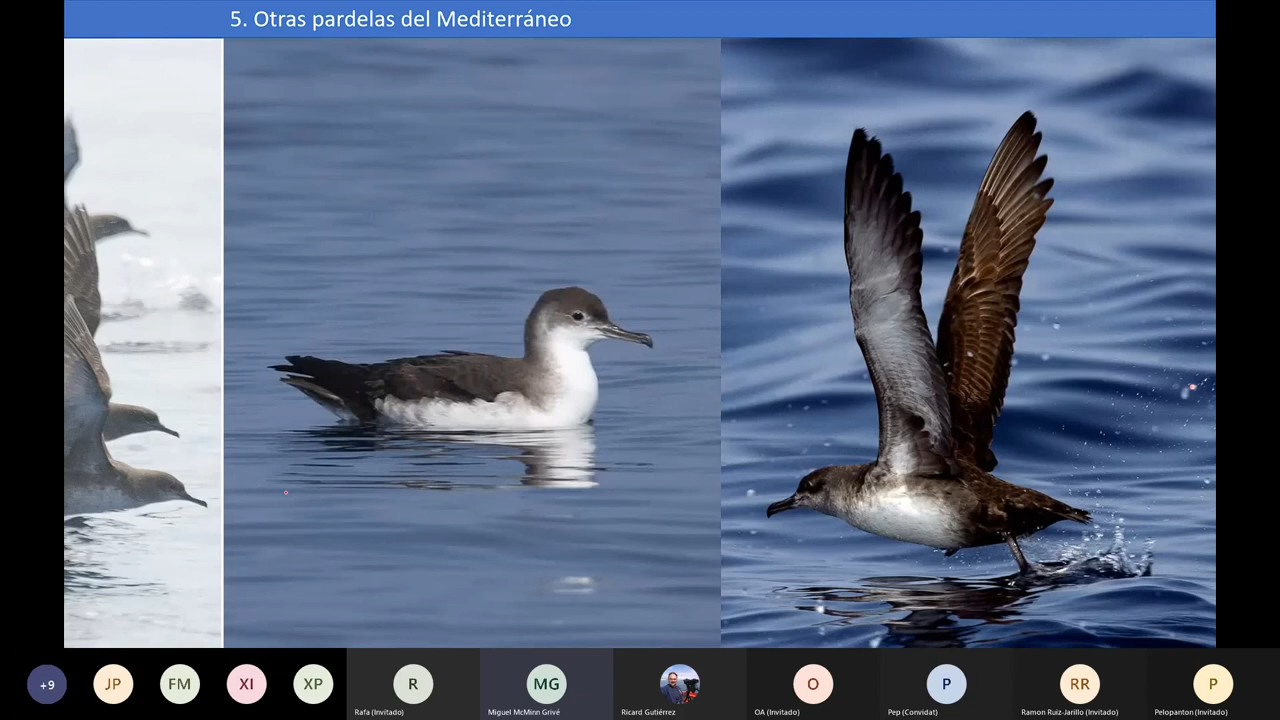 5. Otras pardelas del Mediterráneo
+9
JP
FM
XI
XP
R
MG
O
P
RR
P
Rafa (Invitado)
Miguel McMinn Grivé
Ricard Gutiérrez
OA (Invitado)
Pep (Convidat)
Ramon Ruiz-Jarillo (Invitado)
Pelopanton (Invitado)